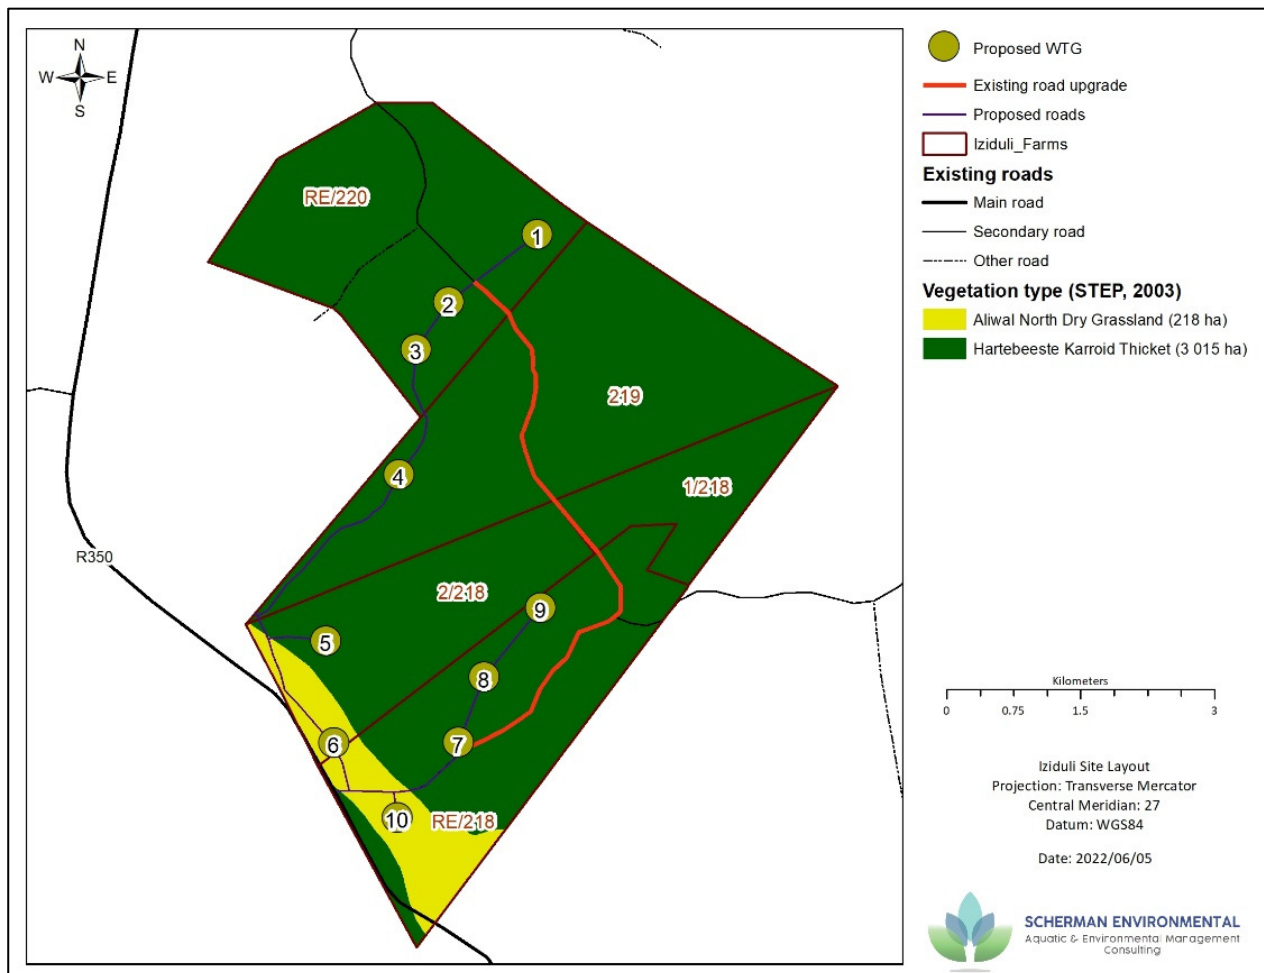 N
W E
S
RE/220
1
2
3
219
4
1/218
R350
2/218
9
5
8
6
7
10
RE/218
Proposed WTG
Existing road upgrade
Proposed roads
Iziduli_Farms
Existing roads
Main road
Secondary road
Other road
Vegetation type (STEP, 2003)
Aliwal North Dry Grassland (218 ha)
Hartebeeste Karroid Thicket (3 015 ha)
Kilometers
0 0.75 1.5 3
Iziduli Site Layout
Projection: Transverse Mercator
Central Meridian: 27
Datum: WGS84
Date: 2022/06/05
SCHERMAN ENVIRONMENTAL
Aquatic & Environmental Management
Consulting